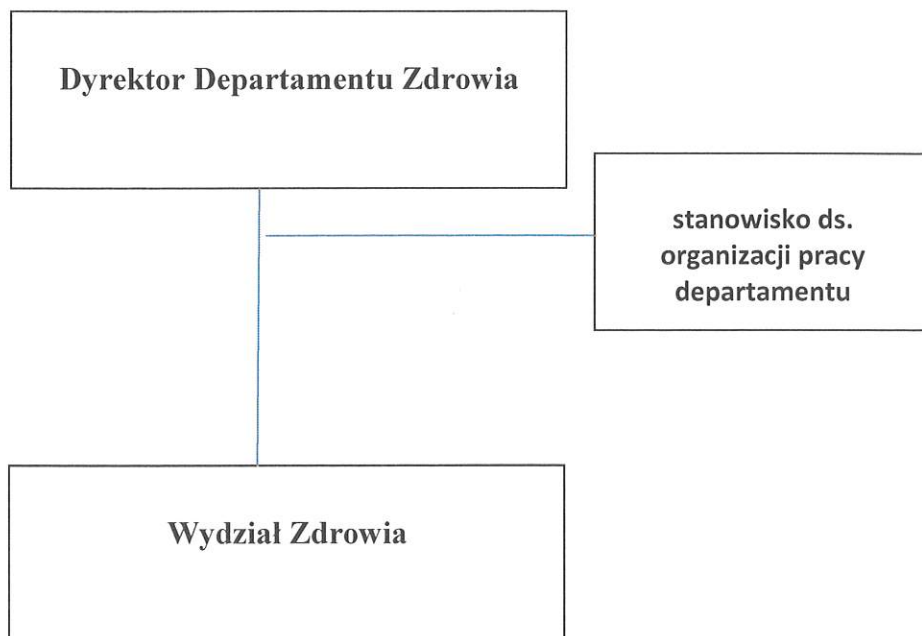 Dyrektor Departamentu Zdrowia
stanowisko ds.
organizacji pracy
departamentu
Wydział Zdrowia